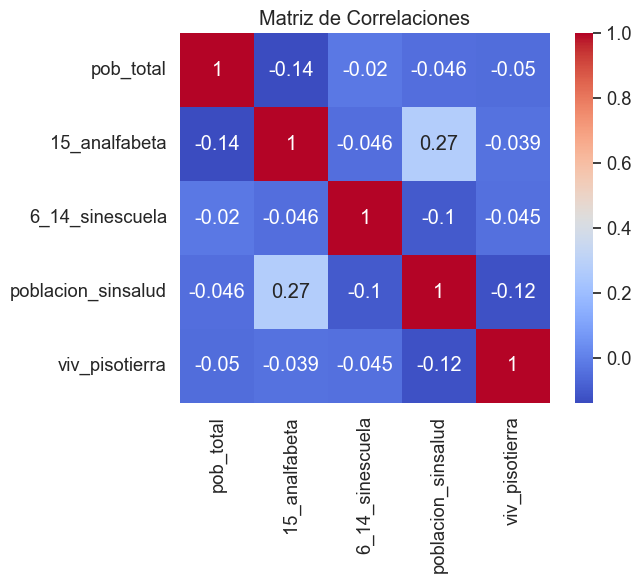 Matriz de Correlaciones
pob_total 1 -0.14 -0.02 -0.046 -0.05
15_analfabeta -0.14 1 -0.046 0.27 -0.039
6_14_sinescuela -0.02 -0.046 1 -0.1 -0.045
poblacion_sinsalud -0.046 0.27 -0.1 1 -0.12
viv_pisotierra -0.05 -0.039 -0.045 -0.12 1
pob_total
15_analfabeta
6_14_sinescuela
poblacion_sinsalud
viv_pisotierra
1.0
0.8
0.6
0.4
0.2
0.0